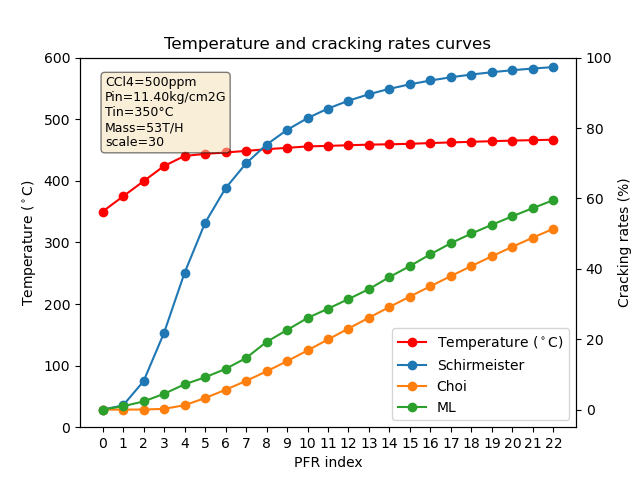 Temperature and cracking rates curves
CCl4=500ppm
Pin=11.40kg/cm2G
Tin=350°C
Mass=53T/H
scale=30
Temperature (°C)
600
500
400
300
200
100
0
Cracking rates (%)
100
80
60
40
20
0
Temperature (°C)
Schirmeister
Choi
ML
0 1 2 3 4 5 6 7 8 9 10 11 12 13 14 15 16 17 18 19 20 21 22
PFR index